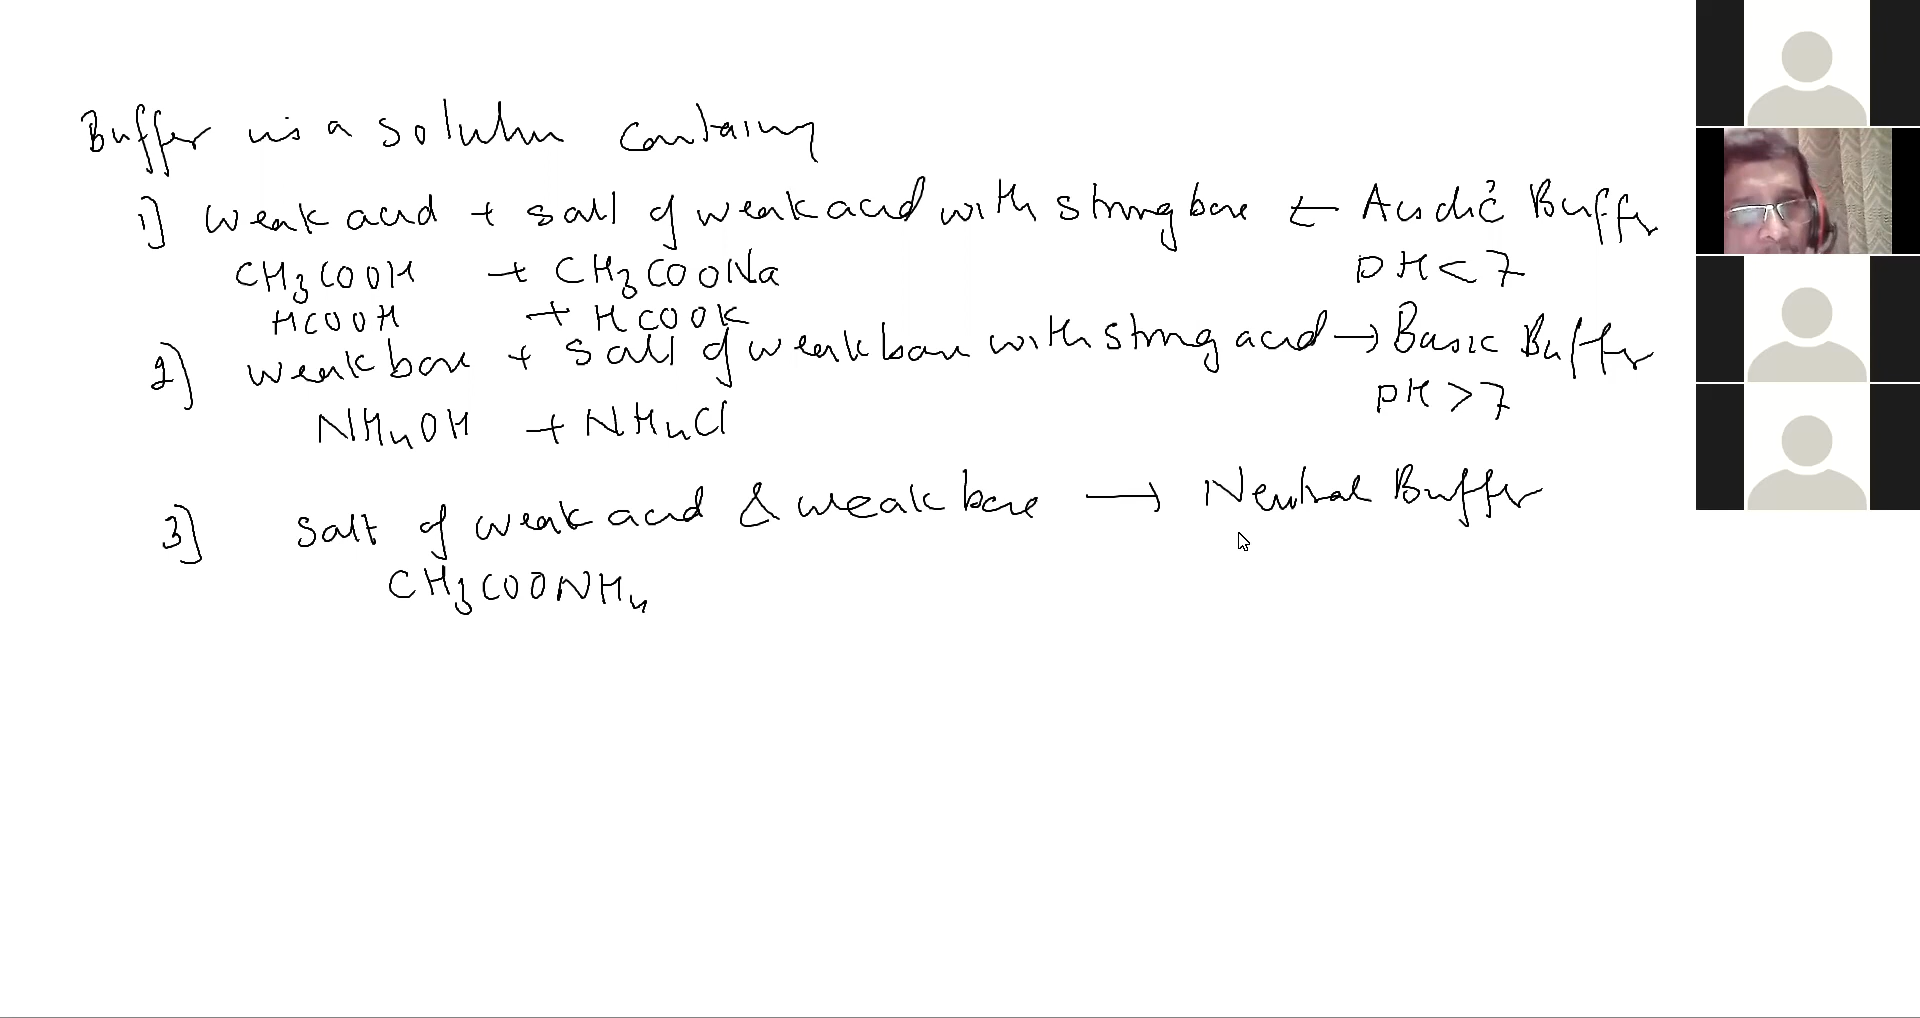 Buffer is a solution containing
1) weak acid + salt of weak acid with strong base ← Acidic Buffer
CH3COOH + CH3COONa pH < 7
HCOOH + HCOOK
2) weak base + salt of weak base with strong acid → Basic Buffer
NH4OH + NH4Cl pH > 7
3) salt of weak acid & weak base → Neutral Buffer
CH3COONH4